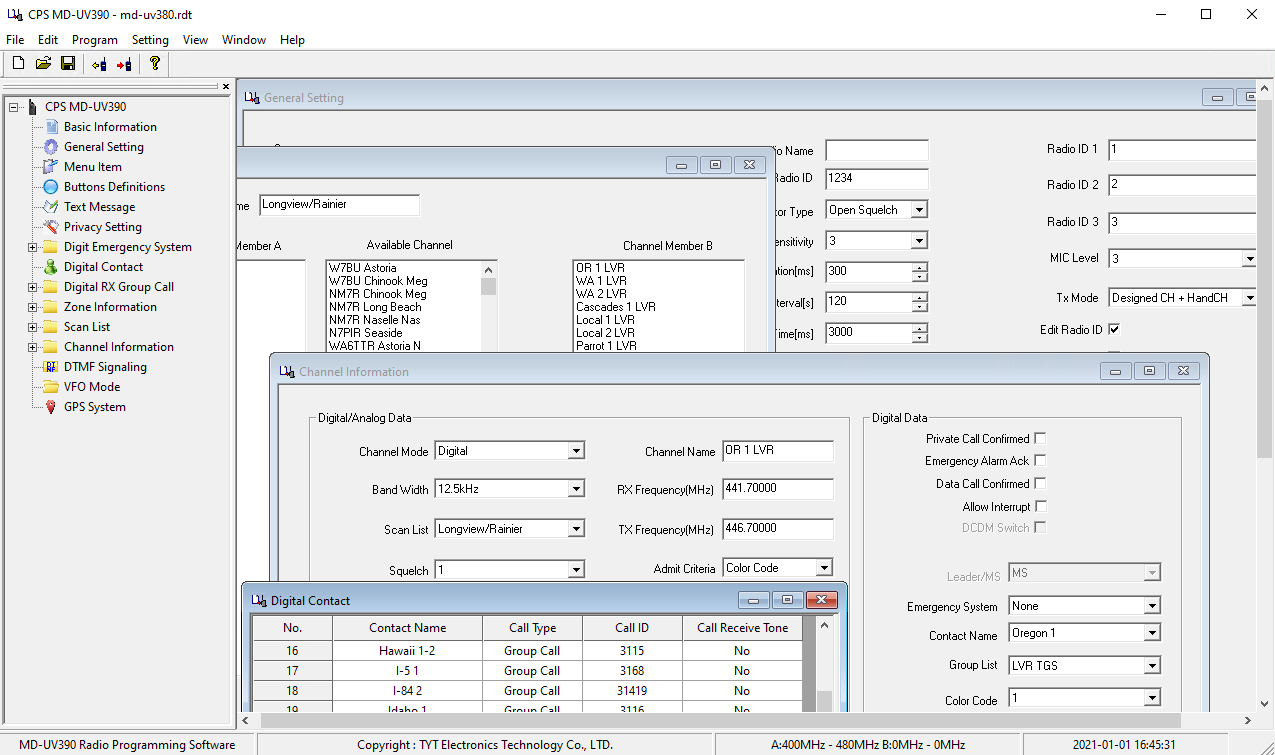 CPS MD-UV390 - md-uv380.rdt
File Edit Program Setting View Window Help
CPS MD-UV390
Basic Information
General Setting
Menu Item
Buttons Definitions
Text Message
Privacy Setting
Digit Emergency System
Digital Contact
Digital RX Group Call
Zone Information
Scan List
Channel Information
DTMF Signaling
VFO Mode
GPS System
General Setting
Name
Radio ID 1234
Type Open Squelch
3
[ms] 300
[s] 120
Time[ms] 3000
Radio ID 1 1
Radio ID 2 2
Radio ID 3 3
MIC Level 3
Tx Mode Designed CH + HandCH
Edit Radio ID
Longview/Rainier
Member A
Available Channel
W7BU Astoria
W7BU Chinook Meg
NM7R Chinook Meg
NM7R Long Beach
NM7R Naselle Nas
N7PIR Seaside
WA6TTR Astoria N
Channel Member B
OR 1 LVR
WA 1 LVR
WA 2 LVR
Cascades 1 LVR
Local 1 LVR
Local 2 LVR
Parrot 1 LVR
Channel Information
Digital/Analog Data
Channel Mode Digital
Band Width 12.5kHz
Scan List Longview/Rainier
Squelch 1
Channel Name OR 1 LVR
RX Frequency(MHz) 441.70000
TX Frequency(MHz) 446.70000
Admit Criteria Color Code
Digital Data
Private Call Confirmed
Emergency Alarm Ack
Data Call Confirmed
Allow Interrupt
DCDM Switch
Leader/MS MS
Emergency System None
Contact Name Oregon 1
Group List LVR TGS
Color Code 1
Digital Contact
No. Contact Name Call Type Call ID Call Receive Tone
16 Hawaii 1-2 Group Call 3115 No
17 I-5 1 Group Call 3168 No
18 I-84 2 Group Call 31419 No
19 Idaho 1 Group Call 3116 No
MD-UV390 Radio Programming Software
Copyright : TYT Electronics Technology Co., LTD.
A:400MHz - 480MHz B:0MHz - 0MHz
2021-01-01 16:45:31